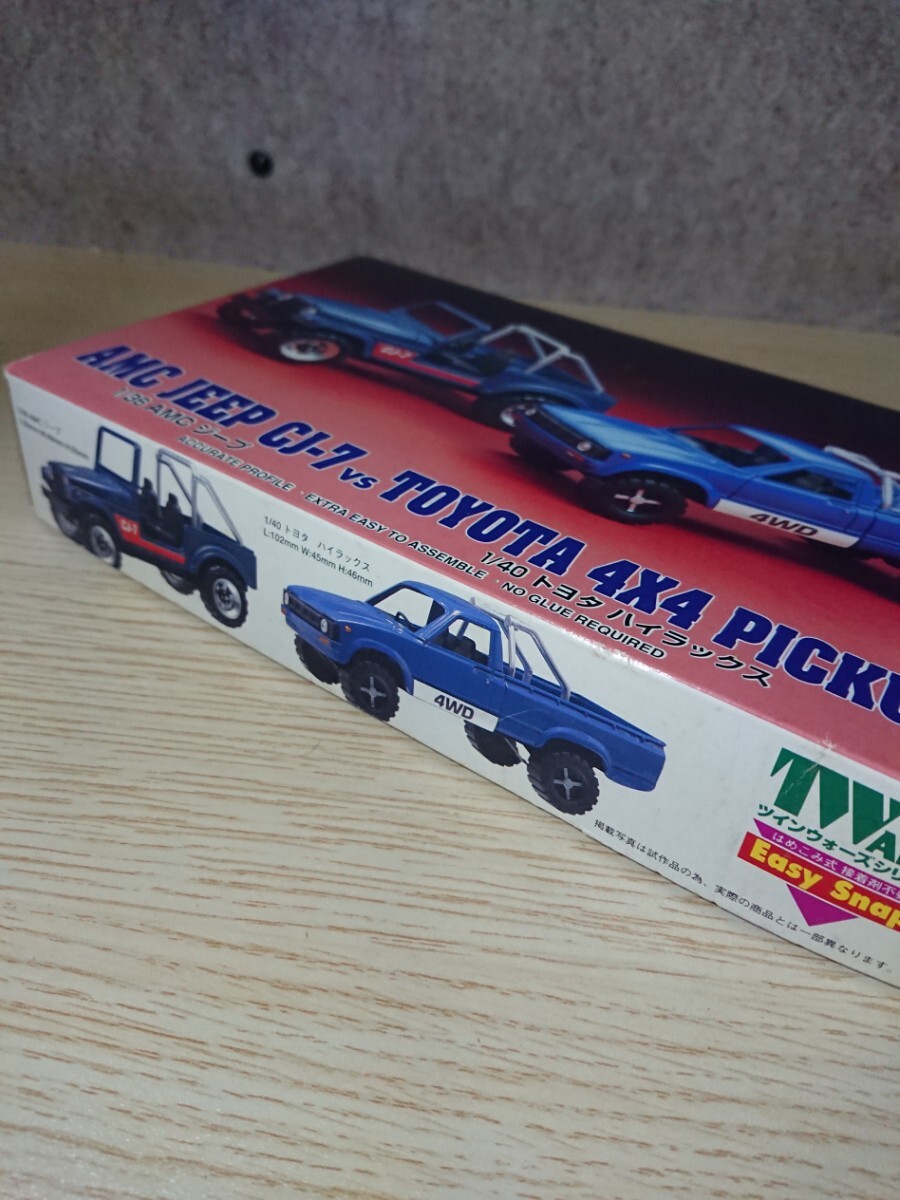 CJ-7
4WD
AMC JEEP CJ-7 vs TOYOTA 4X4
1/36 AMC ジープ
1/40 トヨタ ハイラックス
ACCURATE PROFILE · EXTRA EASY TO ASSEMBLE · NO GLUE REQUIRED
CJ-7
1/40 トヨタ ハイラックス
L:102mm W:45mm H:46mm
4WD
ツインウォーズシリ
はめこみ式 接着剤不
Easy Snap
掲載写真は試作品の為、実際の商品とは一部異なります。